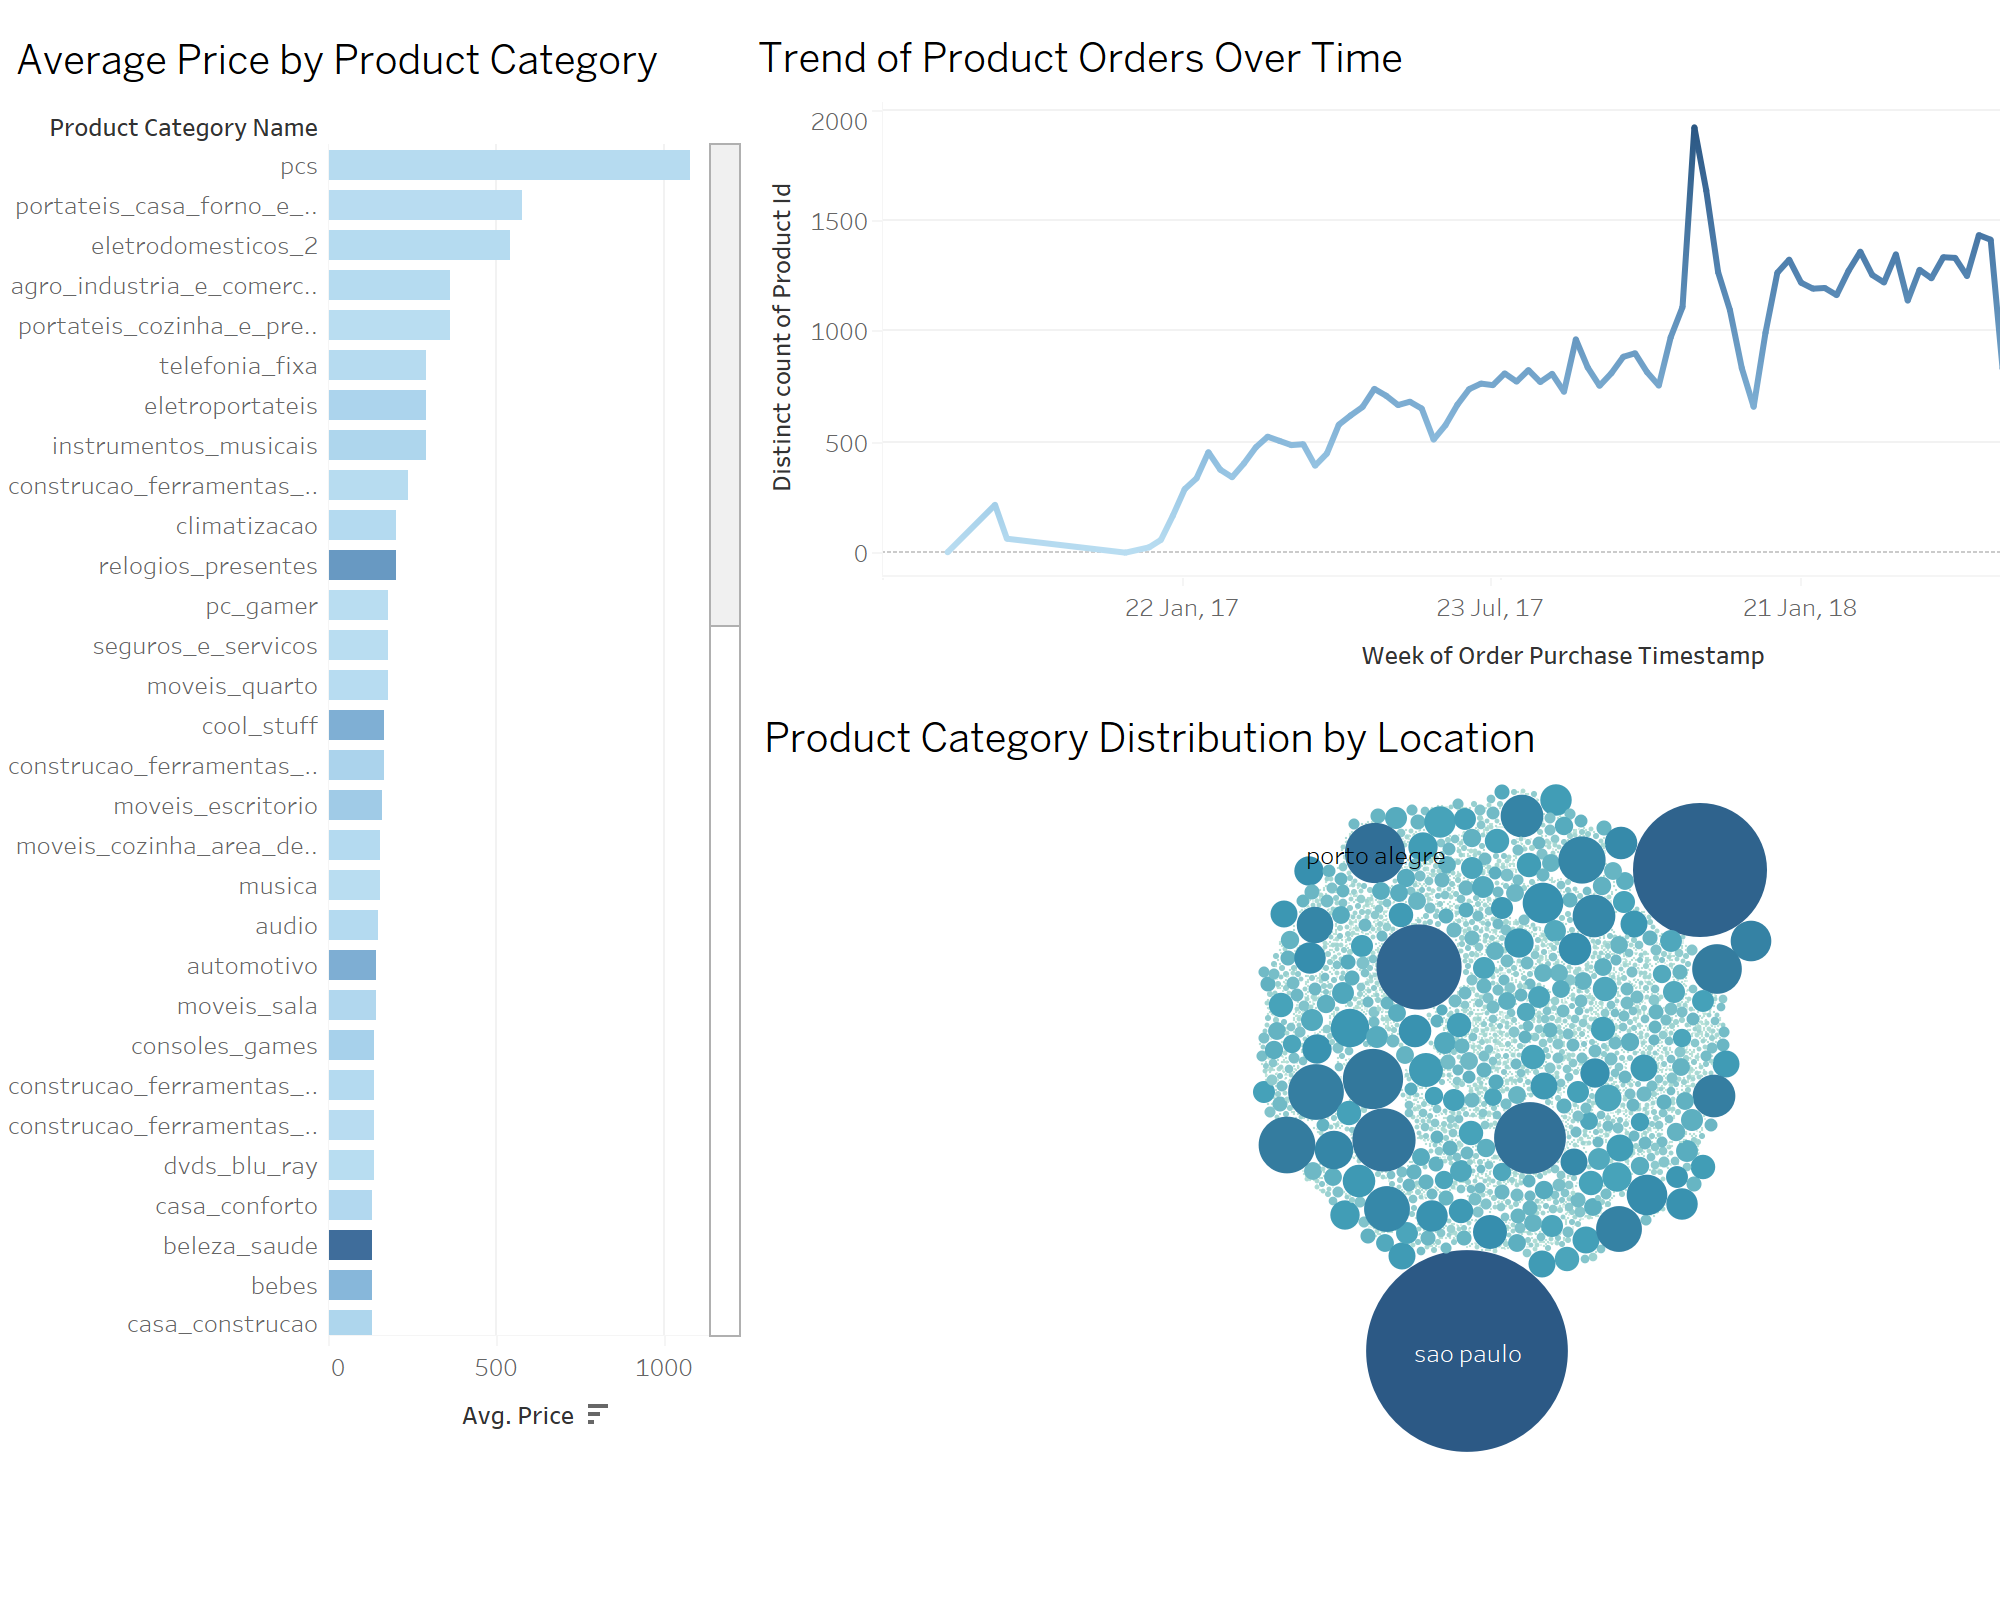 Average Price by Product Category
Product Category Name
pcs
portateis_casa_forno_e_..
eletrodomesticos_2
agro_industria_e_comerc..
portateis_cozinha_e_pre..
telefonia_fixa
eletroportateis
instrumentos_musicais
construcao_ferramentas_..
climatizacao
relogios_presentes
pc_gamer
seguros_e_servicos
moveis_quarto
cool_stuff
construcao_ferramentas_..
moveis_escritorio
moveis_cozinha_area_de..
musica
audio
automotivo
moveis_sala
consoles_games
construcao_ferramentas_..
construcao_ferramentas_..
dvds_blu_ray
casa_conforto
beleza_saude
bebes
casa_construcao
0 500 1000
Avg. Price
Trend of Product Orders Over Time
Distinct count of Product Id
2000
1500
1000
500
0
22 Jan, 17 23 Jul, 17 21 Jan, 18
Week of Order Purchase Timestamp
Product Category Distribution by Location
porto alegre
sao paulo